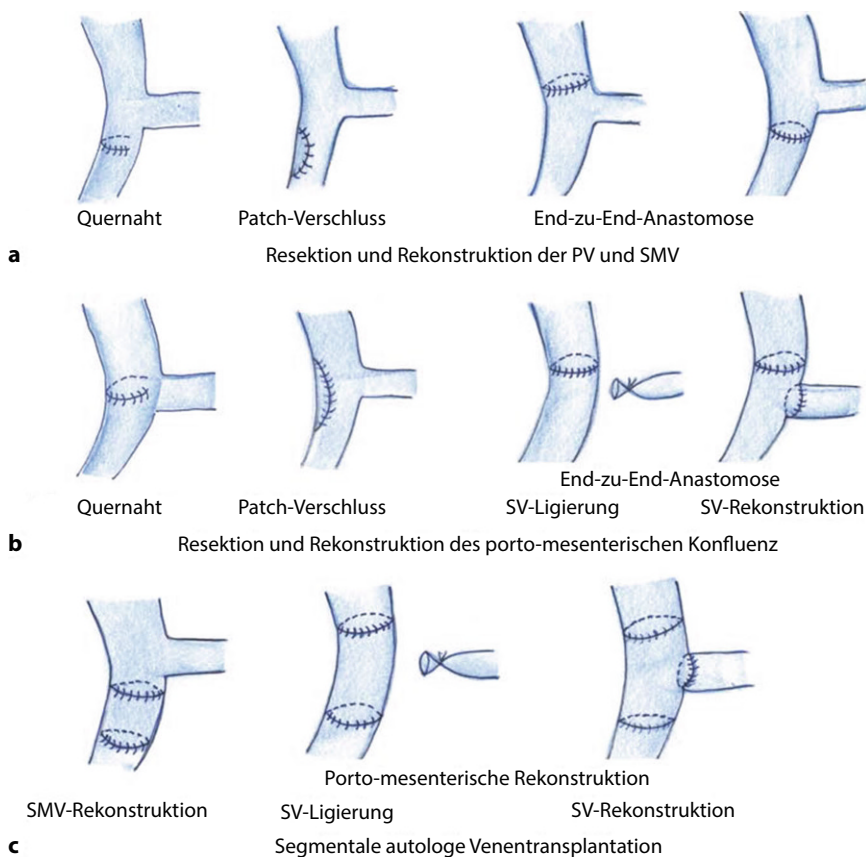 Quernaht
Patch-Verschluss
End-zu-End-Anastomose
a Resektion und Rekonstruktion der PV und SMV
End-zu-End-Anastomose
Quernaht
Patch-Verschluss
SV-Ligierung
SV-Rekonstruktion
b Resektion und Rekonstruktion des porto-mesenterischen Konfluenz
Porto-mesenterische Rekonstruktion
SMV-Rekonstruktion
SV-Ligierung
SV-Rekonstruktion
c Segmentale autologe Venentransplantation